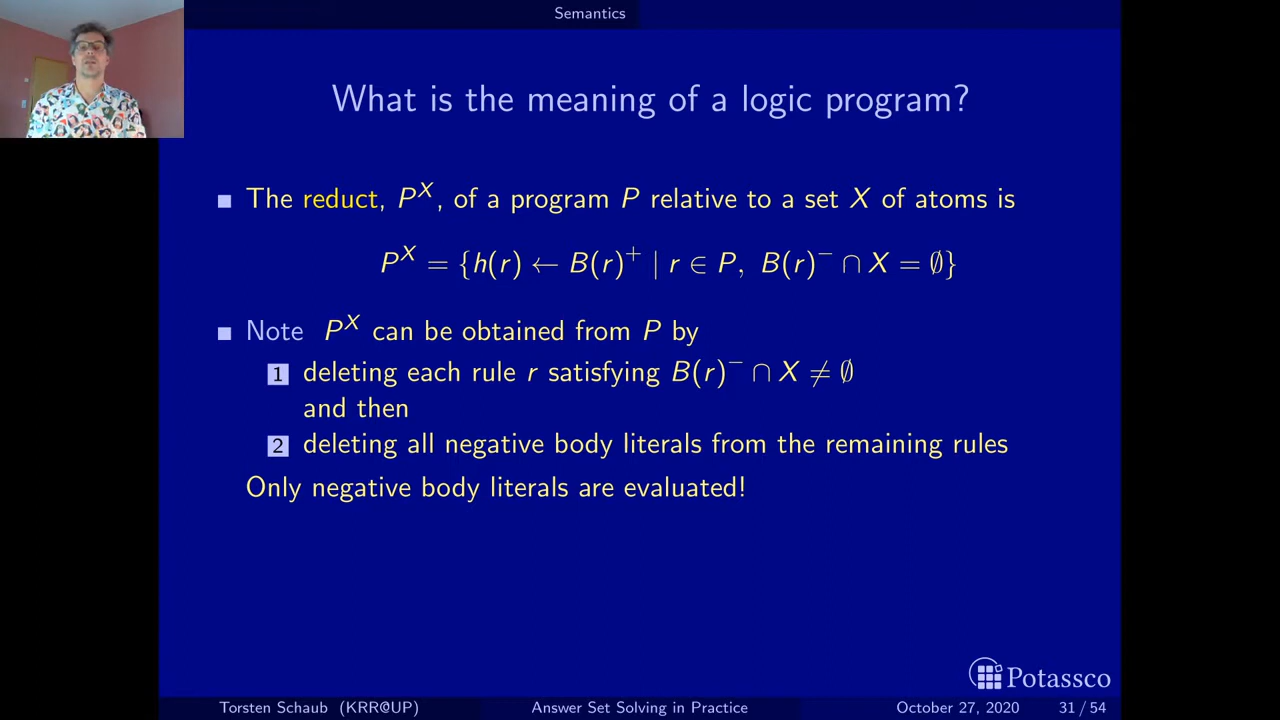 Semantics
What is the meaning of a logic program?
■ The reduct, P^X, of a program P relative to a set X of atoms is
P^X = {h(r) ← B(r)^+ | r ∈ P, B(r)^− ∩ X = ∅}
■ Note P^X can be obtained from P by
1 deleting each rule r satisfying B(r)^− ∩ X ≠ ∅
and then
2 deleting all negative body literals from the remaining rules
Only negative body literals are evaluated!
Potassco
Torsten Schaub (KRR@UP) Answer Set Solving in Practice October 27, 2020 31 / 54